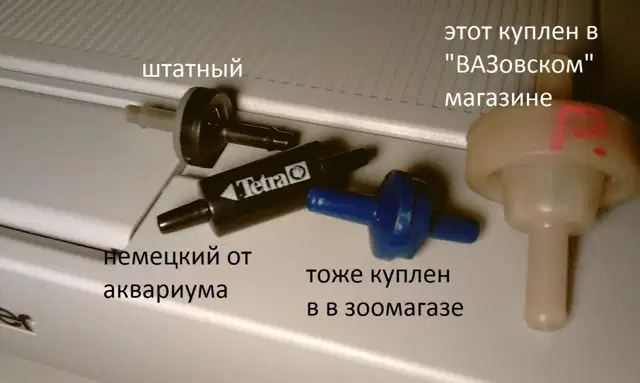 этот куплен в
"ВАЗовском"
магазине
штатный
Tetra
немецкий от
аквариума
тоже куплен
в в зоомагазе